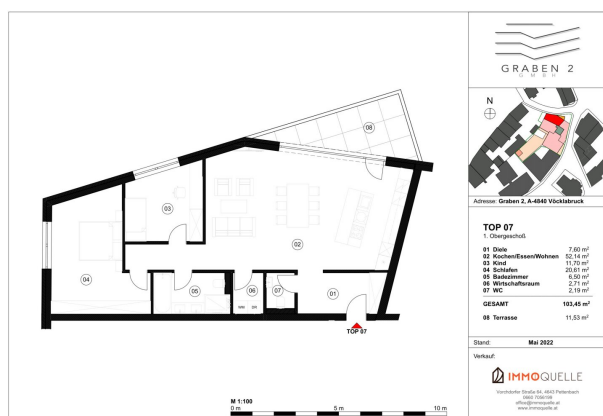 GRABEN 2
GMBH
N
Adresse: Graben 2, A-4840 Vöcklabruck
TOP 07
1. Obergeschoß
01 Diele 7,60 m²
02 Kochen/Essen/Wohnen 52,14 m²
03 Kind 11,70 m²
04 Schlafen 20,61 m²
05 Badezimmer 6,50 m²
06 Wirtschaftsraum 2,71 m²
07 WC 2,19 m²
GESAMT 103,45 m²
08 Terrasse 11,53 m²
Stand: Mai 2022
Verkauf:
IMMOQUELLE
Vorchdorfer Straße 64, 4643 Pettenbach
office@immoquelle.at
www.immoquelle.at
08
03
02
04
05
06
07
01
TOP 07
M 1:100
0 m 5 m 10 m